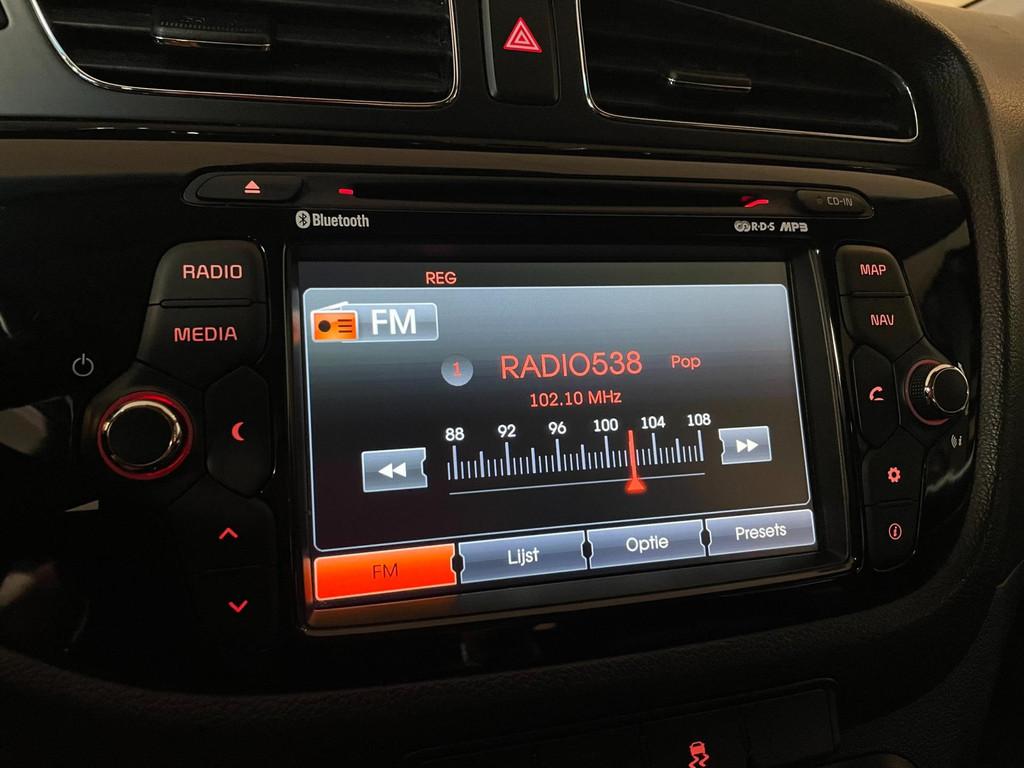 CD-IN
Bluetooth
R·D·S MP3
RADIO
MEDIA
REG
FM
1 RADIO538 Pop
102.10 MHz
88 92 96 100 104 108
FM Lijst Optie Presets
MAP
NAV